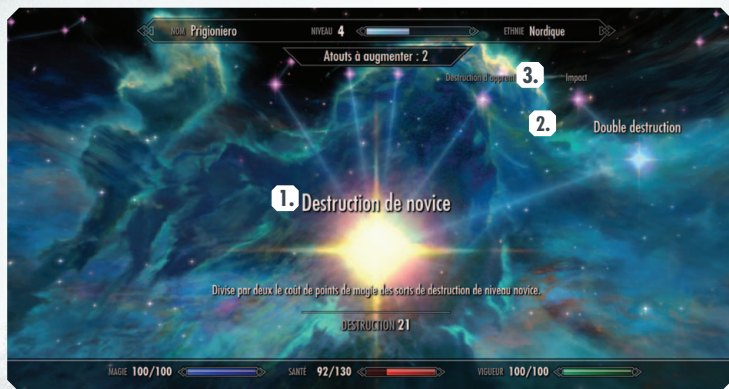 NOM Prigioniero NIVEAU 4 ETHNIE Nordique
Atouts à augmenter : 2
Destruction d'apprenti 3. Impact
2. Double destruction
1. Destruction de novice
Divise par deux le coût de points de magie des sorts de destruction de niveau novice.
DESTRUCTION 21
MAGIE 100/100 SANTÉ 92/130 VIGUEUR 100/100